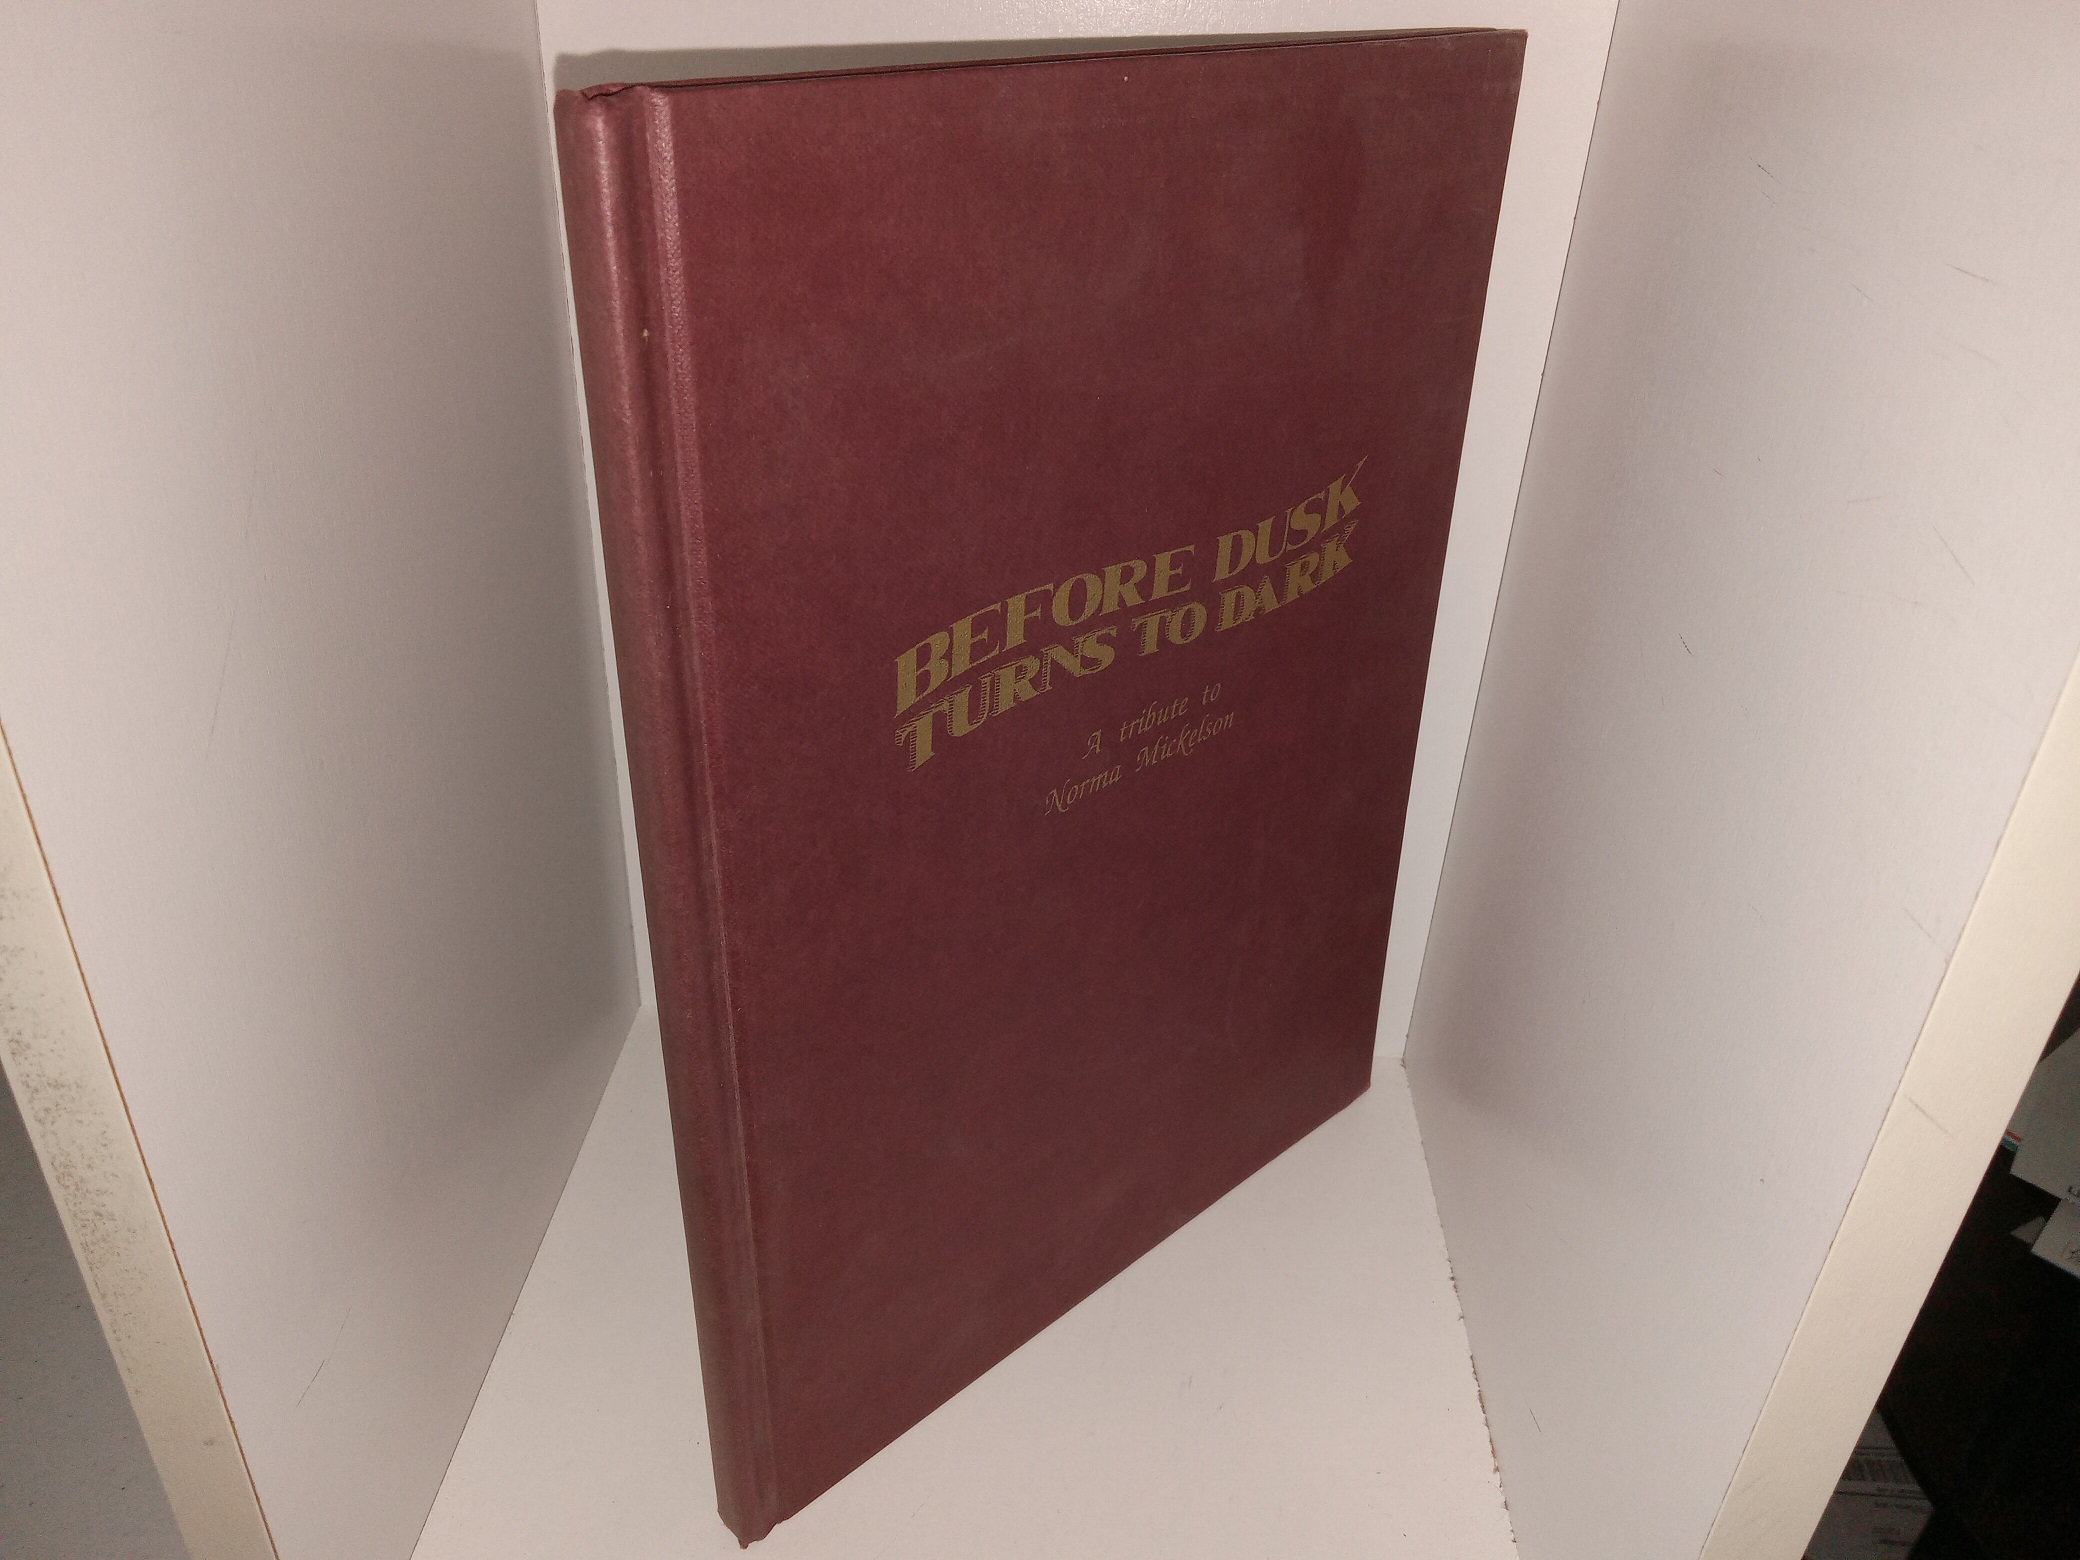 BEFORE DUSK
TURNS TO DARK
A tribute to
Norma Mickelson